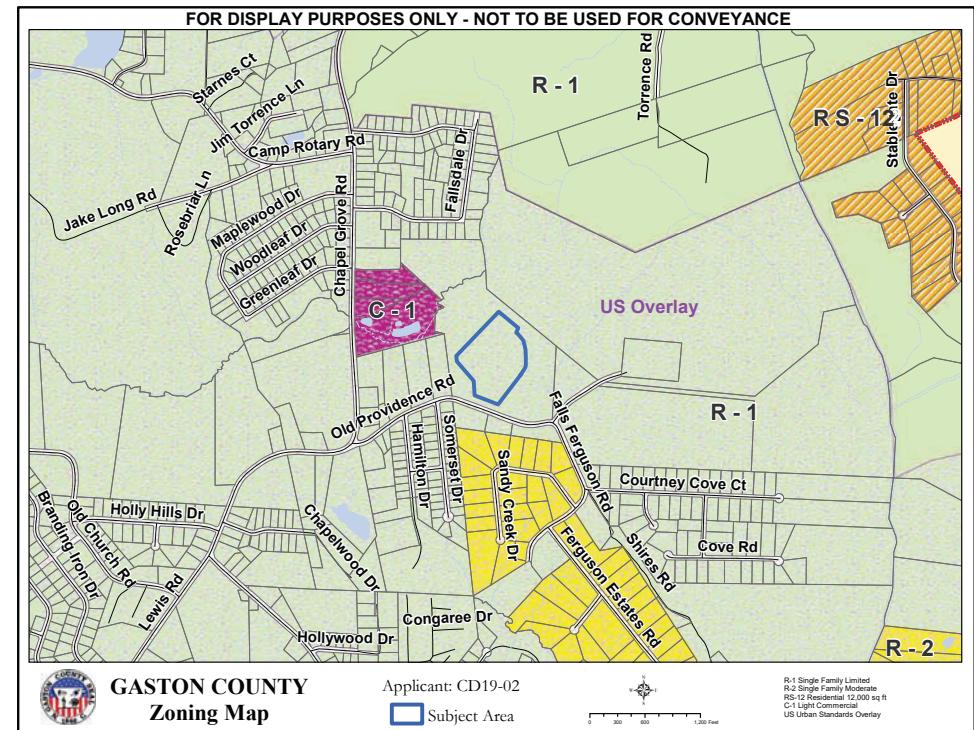 FOR DISPLAY PURPOSES ONLY - NOT TO BE USED FOR CONVEYANCE
Starnes Ct
Jim Torrence Ln
Camp Rotary Rd
Jake Long Rd
Rosebriar Ln
Maplewood Dr
Woodleaf Dr
Greenleaf Dr
Chapel Grove Rd
Fallsdale Dr
R - 1
Torrence Rd
R S - 12
C - 1
US Overlay
R - 1
Old Providence Rd
Hamilton Dr
Somerset Dr
Sandy Creek Dr
Falls Ferguson Rd
Courtney Cove Ct
Cove Rd
Shires Rd
Ferguson Estates Rd
Holly Hills Dr
Old Church Rd
Branding Iron Dr
Lewis Rd
Chapelwood Dr
Hollywood Dr
Congaree Dr
R - 2
GASTON COUNTY
Zoning Map
Applicant: CD19-02
Subject Area
N
0 300 600 1,200 Feet
R-1 Single Family Limited
R-2 Single Family Moderate
RS-12 Residential 12,000 sq ft
C-1 Light Commercial
US Urban Standards Overlay